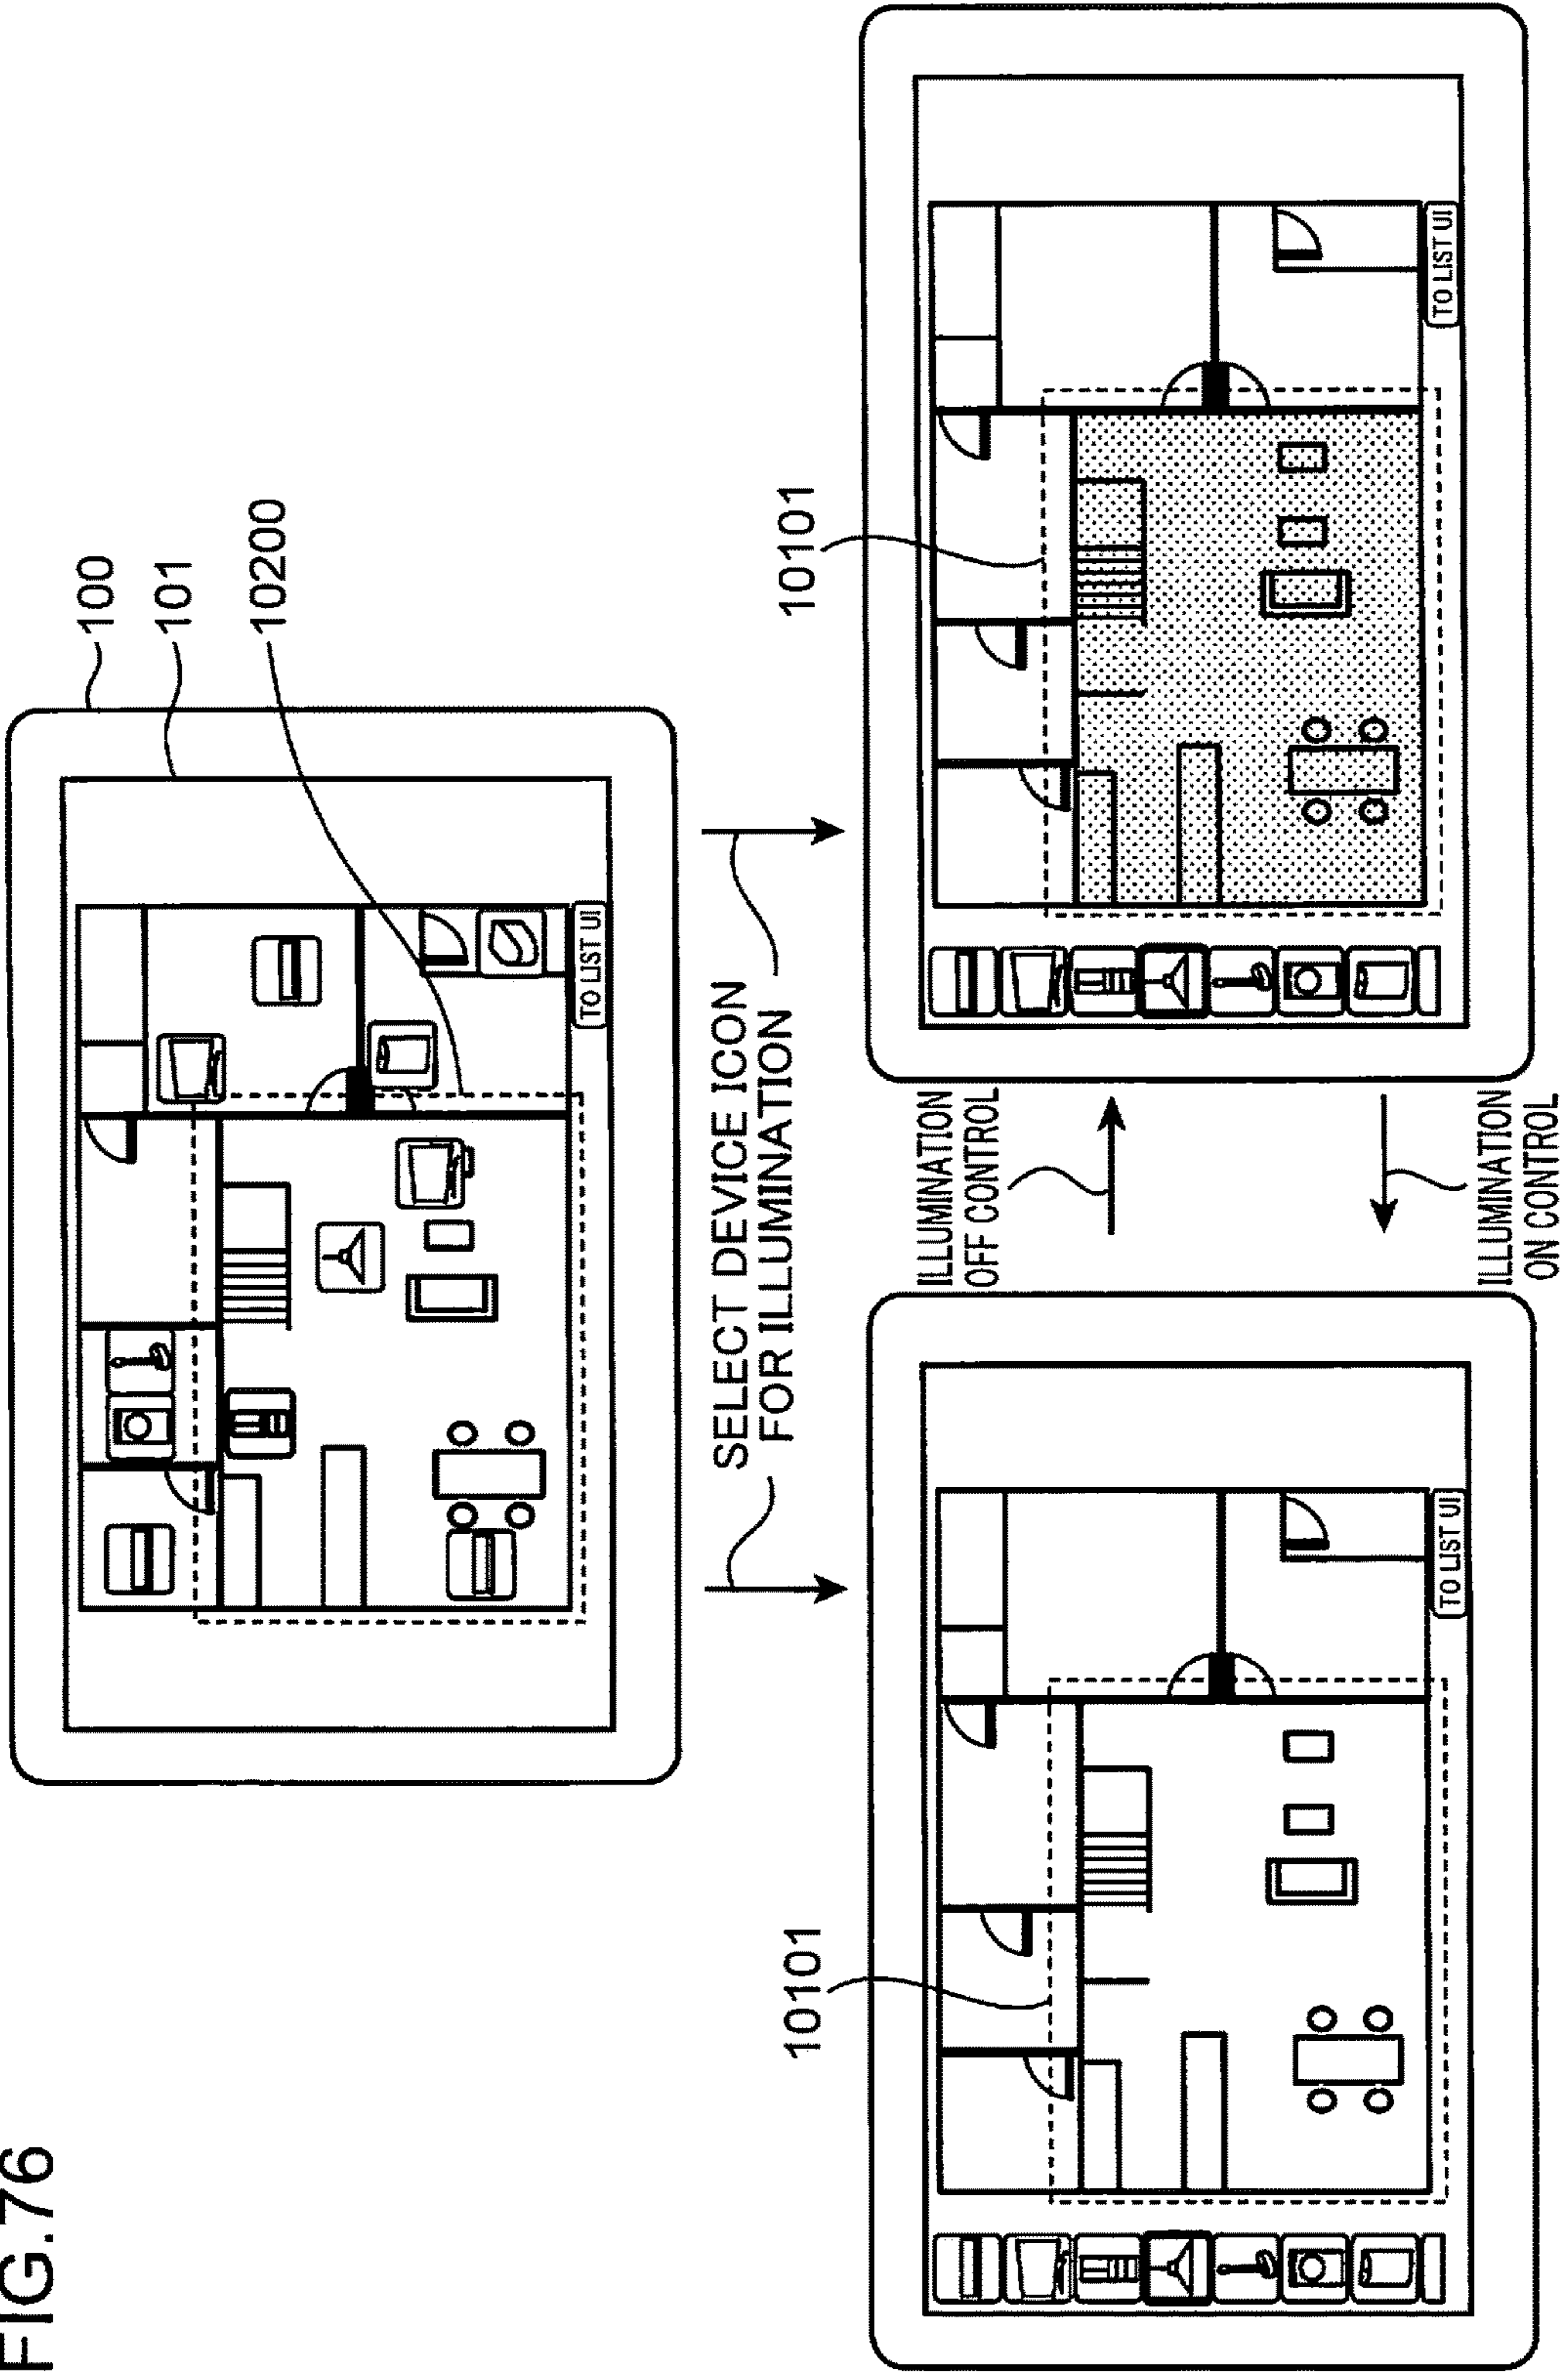 FIG.76
100
101
10200
TO LIST UI
SELECT DEVICE ICON
FOR ILLUMINATION
10101
TO LIST UI
ILLUMINATION
OFF CONTROL
ILLUMINATION
ON CONTROL
10101
TO LIST UI